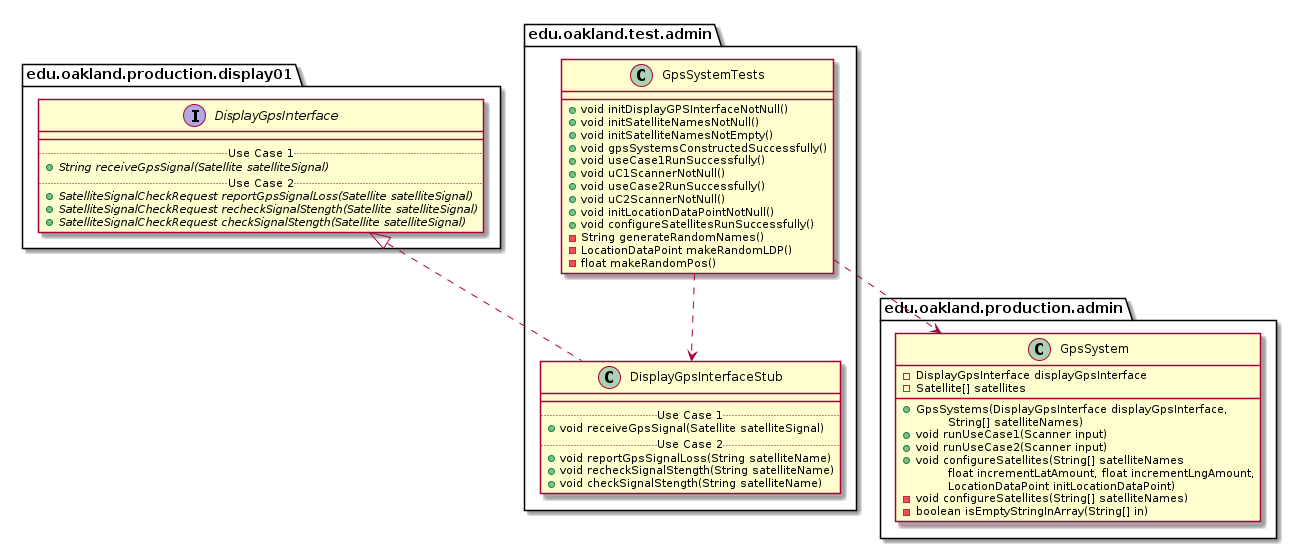 edu.oakland.production.display01
I DisplayGpsInterface
Use Case 1
String receiveGpsSignal(Satellite satelliteSignal)
Use Case 2
SatelliteSignalCheckRequest reportGpsSignalLoss(Satellite satelliteSignal)
SatelliteSignalCheckRequest recheckSignalStength(Satellite satelliteSignal)
SatelliteSignalCheckRequest checkSignalStength(Satellite satelliteSignal)
edu.oakland.test.admin
C GpsSystemTests
void initDisplayGPSInterfaceNotNull()
void initSatelliteNamesNotNull()
void initSatelliteNamesNotEmpty()
void gpsSystemsConstructedSuccessfully()
void useCase1RunSuccessfully()
void uC1ScannerNotNull()
void useCase2RunSuccessfully()
void uC2ScannerNotNull()
void initLocationDataPointNotNull()
void configureSatellitesRunSuccessfully()
String generateRandomNames()
LocationDataPoint makeRandomLDP()
float makeRandomPos()
C DisplayGpsInterfaceStub
Use Case 1
void receiveGpsSignal(Satellite satelliteSignal)
Use Case 2
void reportGpsSignalLoss(String satelliteName)
void recheckSignalStength(String satelliteName)
void checkSignalStength(String satelliteName)
edu.oakland.production.admin
C GpsSystem
DisplayGpsInterface displayGpsInterface
Satellite[] satellites
GpsSystems(DisplayGpsInterface displayGpsInterface,
String[] satelliteNames)
void runUseCase1(Scanner input)
void runUseCase2(Scanner input)
void configureSatellites(String[] satelliteNames
float incrementLatAmount, float incrementLngAmount,
LocationDataPoint initLocationDataPoint)
void configureSatellites(String[] satelliteNames)
boolean isEmptyStringInArray(String[] in)